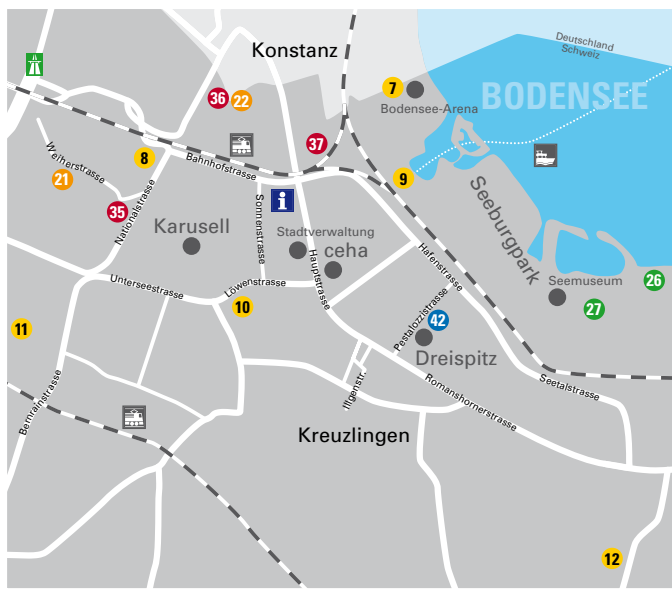 Deutschland
Schweiz
Konstanz
BODENSEE
7
36
22
Bodensee-Arena
37
8
Bahnhofstrasse
Weiherstrasse
21
9
35
Nationalstrasse
i
Sonnenstrasse
Seeburgpark
Karusell
Stadtverwaltung
ceha
Hauptstrasse
Hafenstrasse
Unterseestrasse
Löwenstrasse
10
Seemuseum
26
27
11
Pestalozzistrasse
42
Dreispitz
Illgenstr.
Seetalstrasse
Bernrainstrasse
Romanshornerstrasse
Kreuzlingen
12